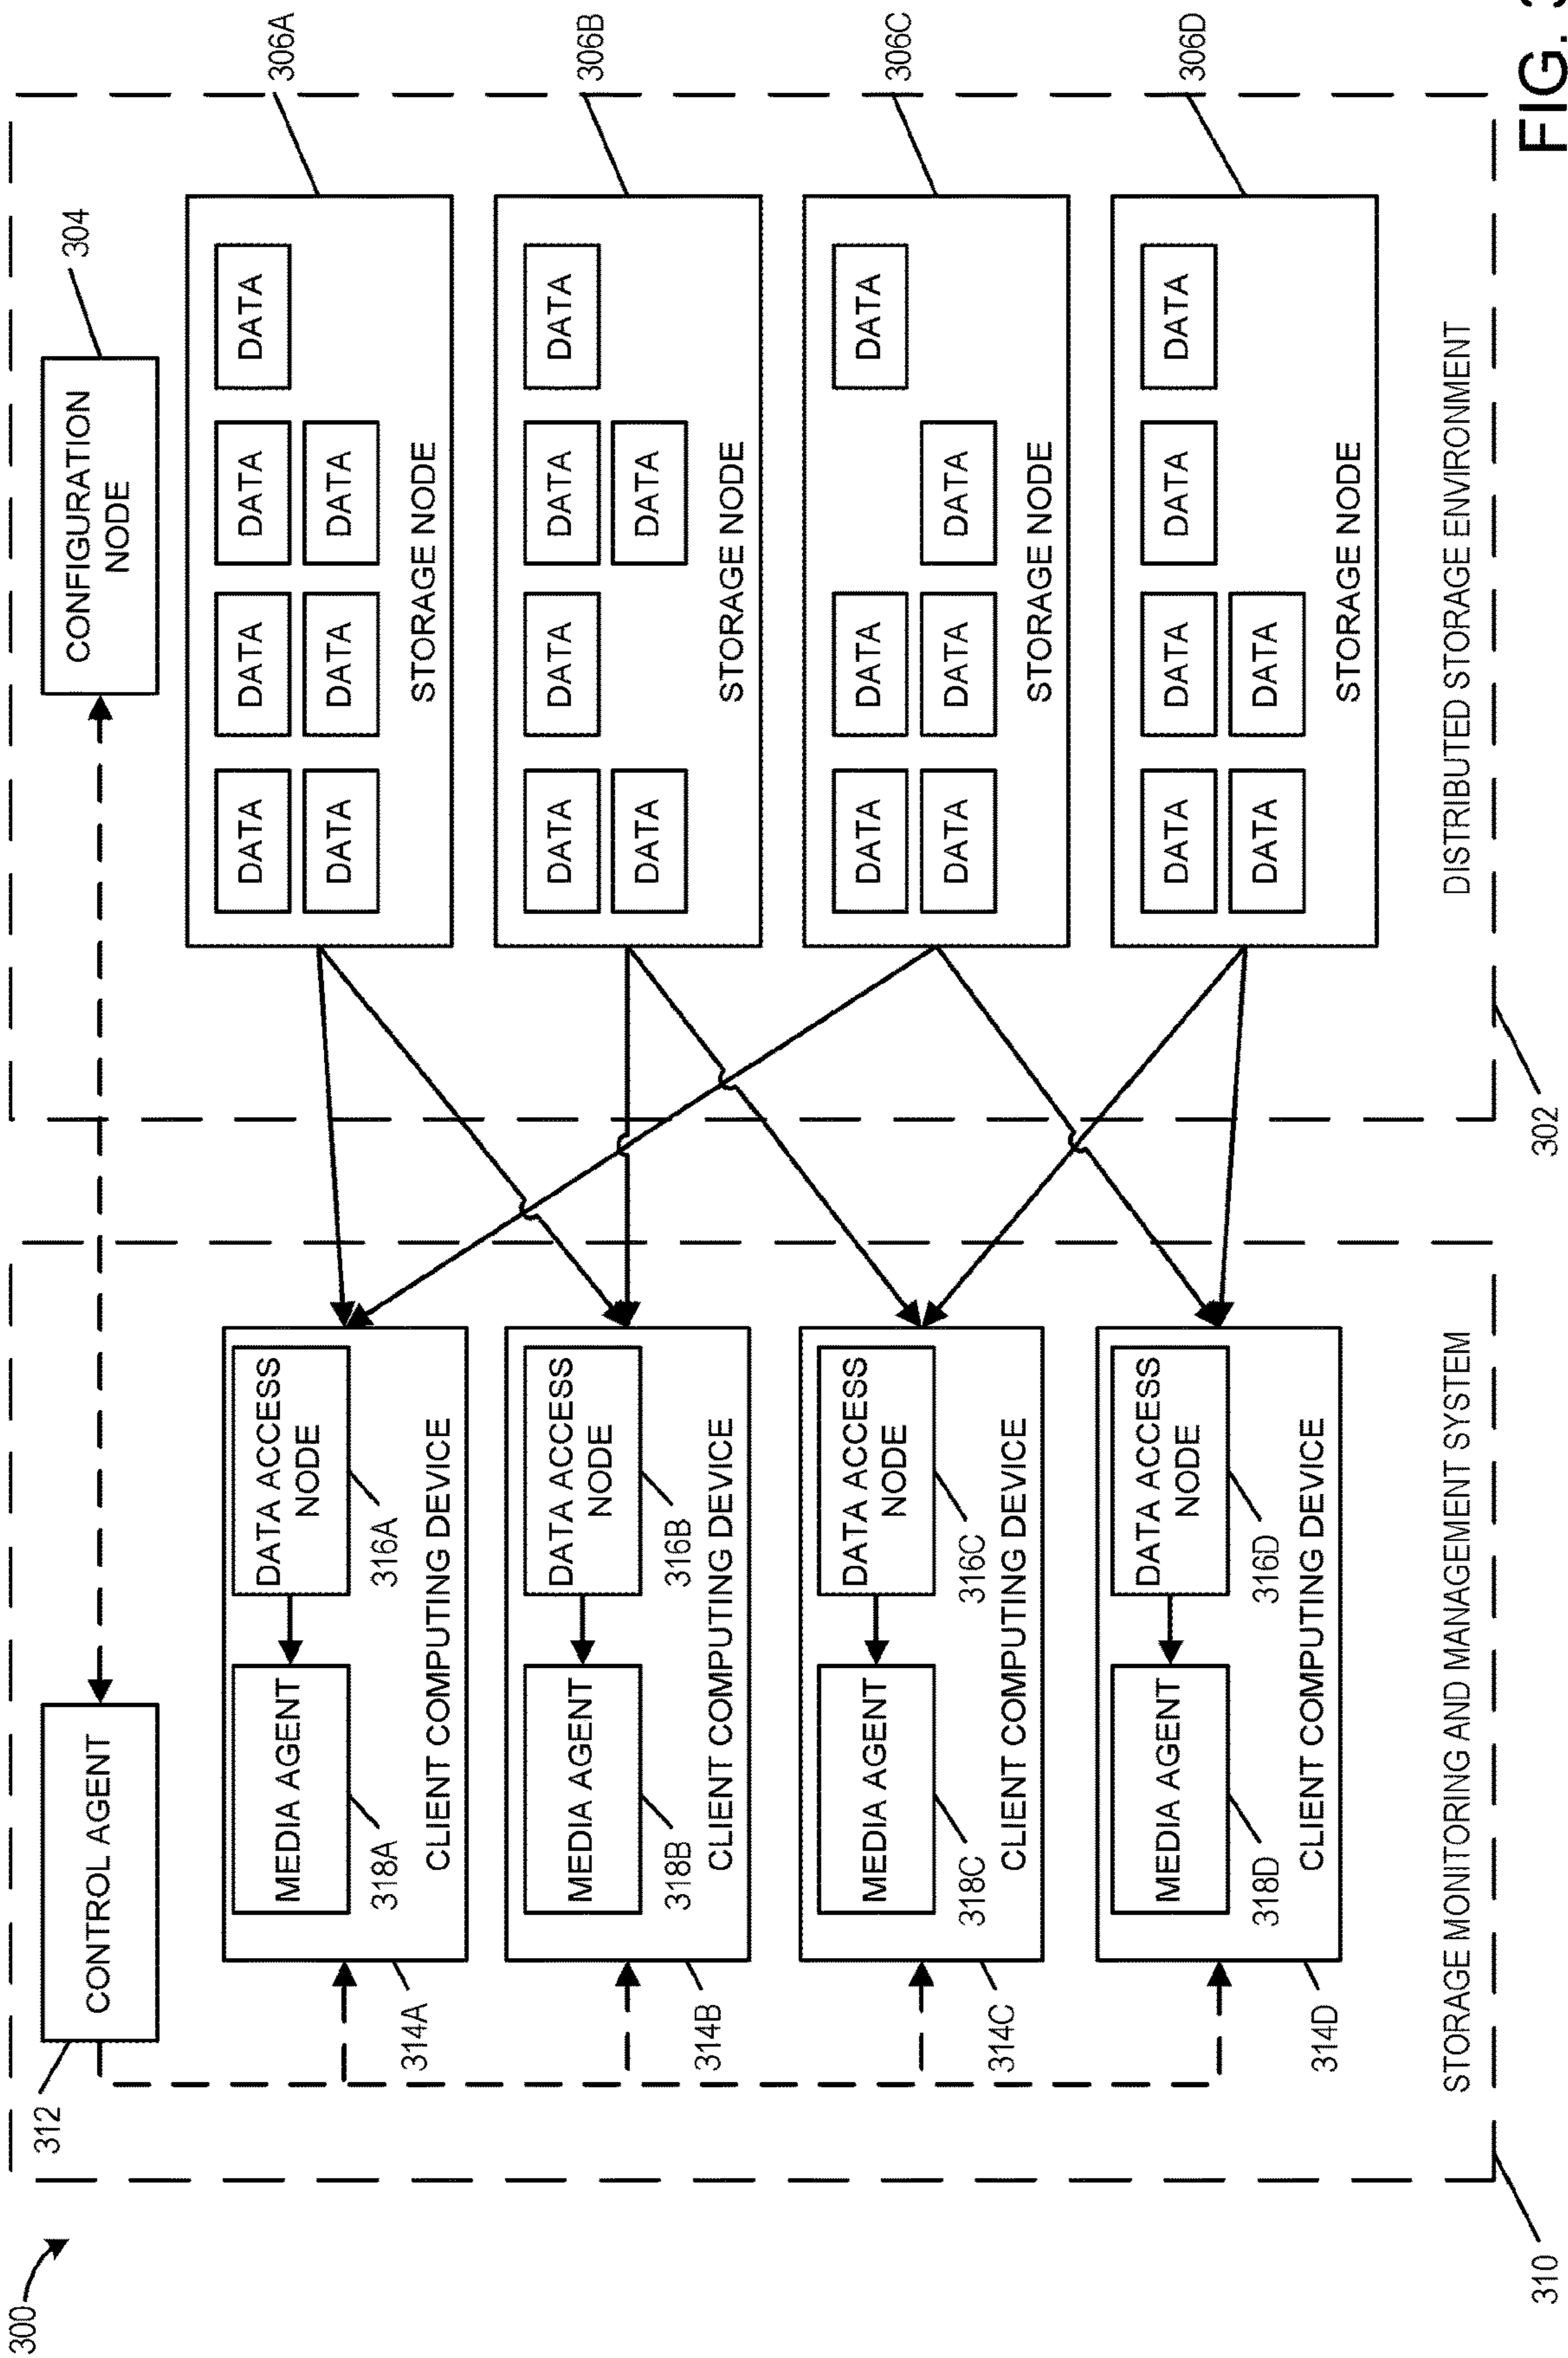 300
312
CONTROL AGENT
CONFIGURATION
NODE
304
MEDIA AGENT
318A
DATA ACCESS
NODE
316A
CLIENT COMPUTING DEVICE
314A
DATA
DATA
DATA
DATA
DATA
DATA
DATA
STORAGE NODE
306A
MEDIA AGENT
318B
DATA ACCESS
NODE
316B
CLIENT COMPUTING DEVICE
314B
DATA
DATA
DATA
DATA
DATA
DATA
STORAGE NODE
306B
MEDIA AGENT
318C
DATA ACCESS
NODE
316C
CLIENT COMPUTING DEVICE
314C
DATA
DATA
DATA
DATA
DATA
DATA
STORAGE NODE
306C
MEDIA AGENT
318D
DATA ACCESS
NODE
316D
CLIENT COMPUTING DEVICE
314D
DATA
DATA
DATA
DATA
DATA
DATA
STORAGE NODE
306D
STORAGE MONITORING AND MANAGEMENT SYSTEM
DISTRIBUTED STORAGE ENVIRONMENT
310
302
FIG.